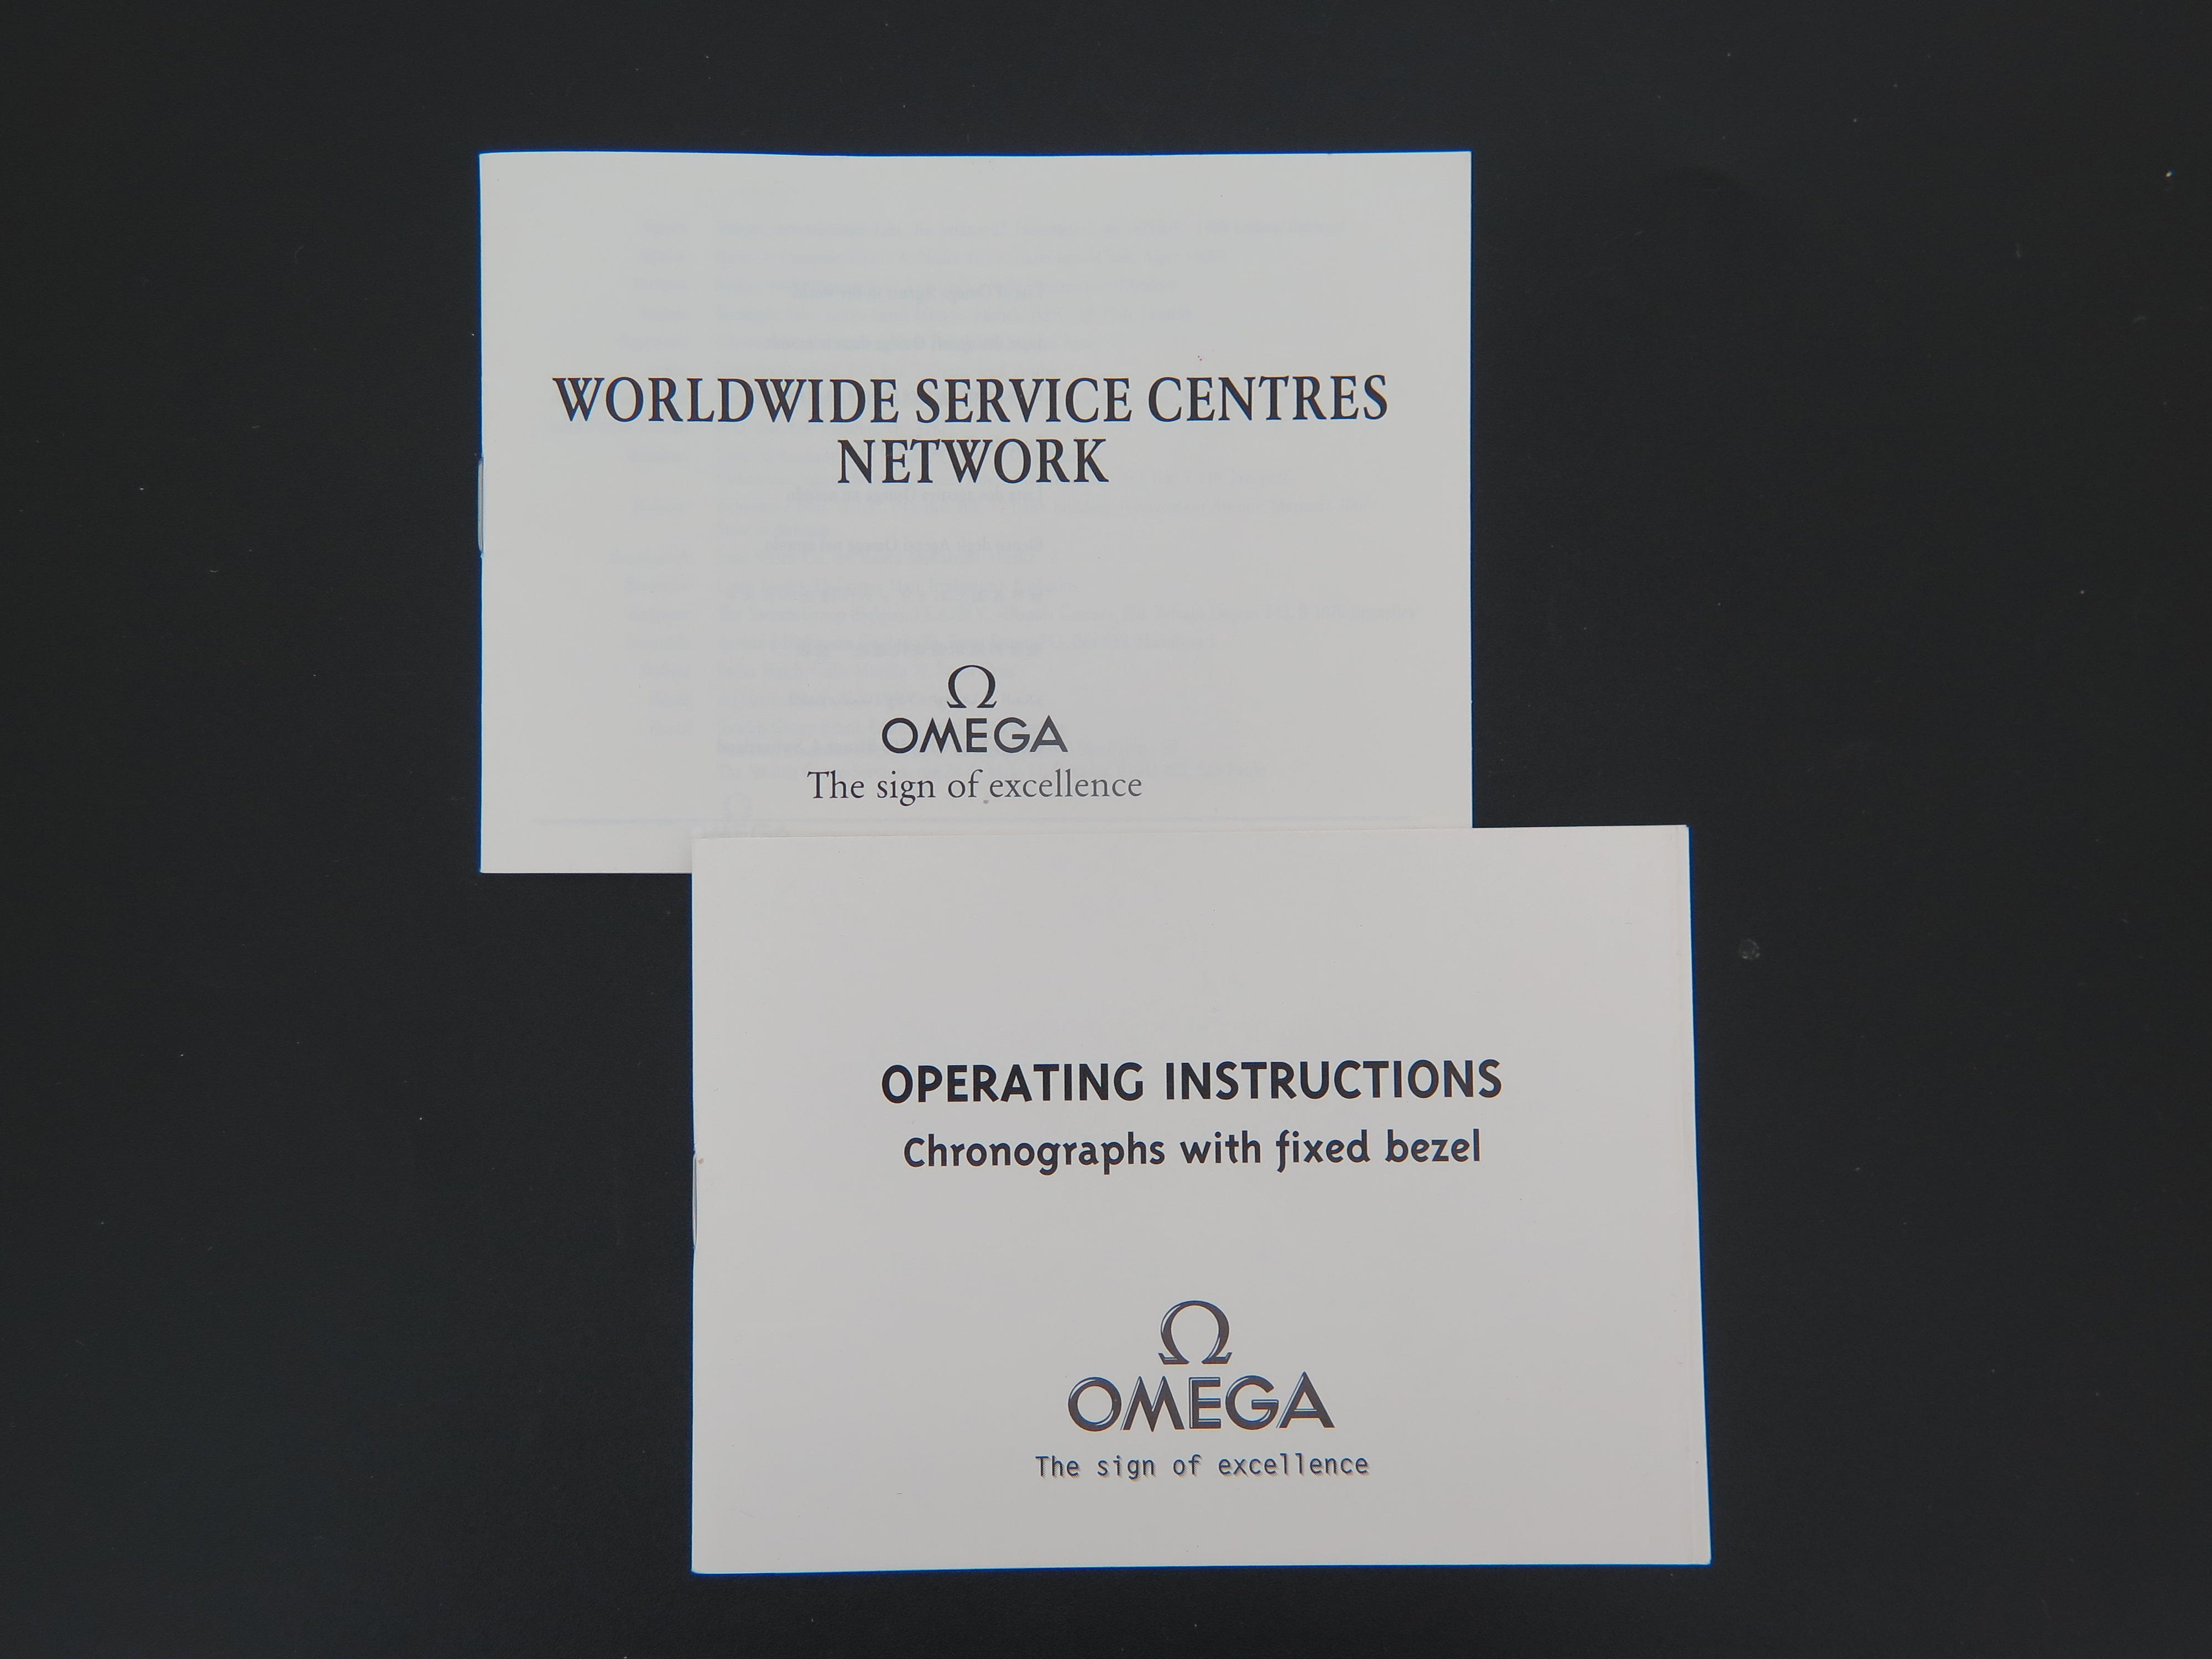 WORLDWIDE SERVICE CENTRES
NETWORK
Ω
OMEGA
The sign of excellence
OPERATING INSTRUCTIONS
Chronographs with fixed bezel
Ω
OMEGA
The sign of excellence